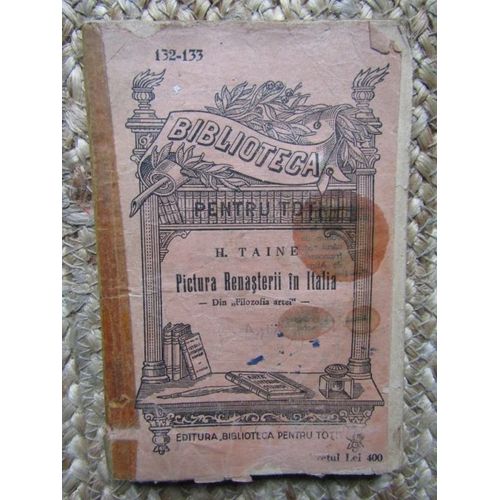 132-133
BIBLIOTECA
PENTRU TOȚI
H. TAINE
Pictura Renașterii în Italia
— Din „Filozofia artei" —
EDITURA „BIBLIOTECA PENTRU TOȚI"
Lei 400